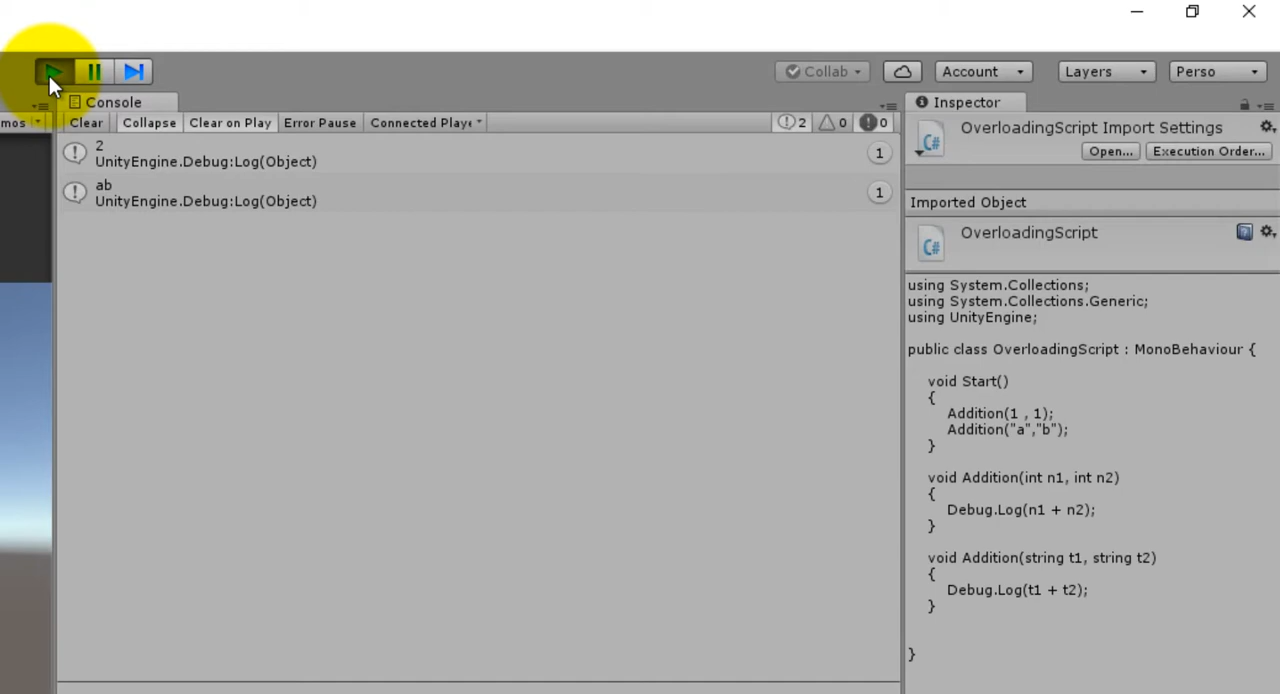 Collab
Account
Layers
Perso
Console
Inspector
mos
Clear
Collapse
Clear on Play
Error Pause
Connected Playe
2
0
0
2
UnityEngine.Debug:Log(Object)
1
ab
UnityEngine.Debug:Log(Object)
1
C#
OverloadingScript Import Settings
Open...
Execution Order...
Imported Object
C#
OverloadingScript
using System.Collections;
using System.Collections.Generic;
using UnityEngine;
public class OverloadingScript : MonoBehaviour {
void Start()
{
Addition(1 , 1);
Addition("a","b");
}
void Addition(int n1, int n2)
{
Debug.Log(n1 + n2);
}
void Addition(string t1, string t2)
{
Debug.Log(t1 + t2);
}
}